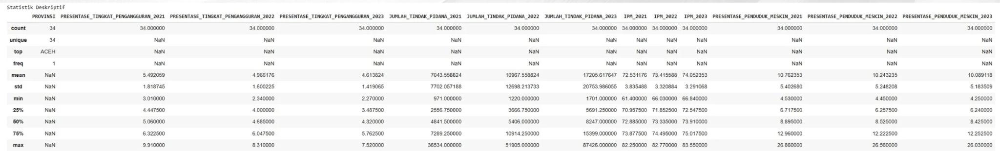 Statistik Deskriptif
PROVINSI PRESENTASE_TINGKAT_PENGANGGURAN_2021 PRESENTASE_TINGKAT_PENGANGGURAN_2022 PRESENTASE_TINGKAT_PENGANGGURAN_2023 JUMLAH_TINDAK_PIDANA_2021 JUMLAH_TINDAK_PIDANA_2022 JUMLAH_TINDAK_PIDANA_2023 IPM_2021 IPM_2022 IPM_2023 PRESENTASE_PENDUDUK_MISKIN_2021 PRESENTASE_PENDUDUK_MISKIN_2022 PRESENTASE_PENDUDUK_MISKIN_2023
count 34 34.000000 34.000000 34.000000 34.000000 34.000000 34.000000 34.000000 34.000000 34.000000 34.000000 34.000000 34.000000
unique 34 NaN NaN NaN NaN NaN NaN NaN NaN NaN NaN NaN NaN
top ACEH NaN NaN NaN NaN NaN NaN NaN NaN NaN NaN NaN NaN
freq 1 NaN NaN NaN NaN NaN NaN NaN NaN NaN NaN NaN NaN
mean NaN 5.492059 4.966176 4.613824 7043.558824 10967.558824 17205.617647 72.531176 73.415588 74.052353 10.762353 10.243235 10.089118
std NaN 1.818745 1.600225 1.419065 7702.057188 12698.213733 20753.986055 3.835488 3.320884 3.291068 5.402680 5.248208 5.183509
min NaN 3.010000 2.340000 2.270000 971.000000 1220.000000 1701.000000 61.400000 66.030000 66.840000 4.530000 4.450000 4.250000
25% NaN 4.447500 4.000000 3.487500 2556.750000 3666.750000 5691.250000 70.957500 71.852500 72.547500 6.717500 6.257500 6.240000
50% NaN 5.060000 4.685000 4.320000 4841.500000 5406.000000 8247.000000 72.885000 73.335000 73.910000 8.895000 8.525000 8.425000
75% NaN 6.322500 6.047500 5.762500 7289.250000 10914.250000 15399.000000 73.877500 74.495000 75.017500 12.960000 12.222500 12.252500
max NaN 9.910000 8.310000 7.520000 36534.000000 51905.000000 87426.000000 82.250000 82.770000 83.550000 26.860000 26.560000 26.030000